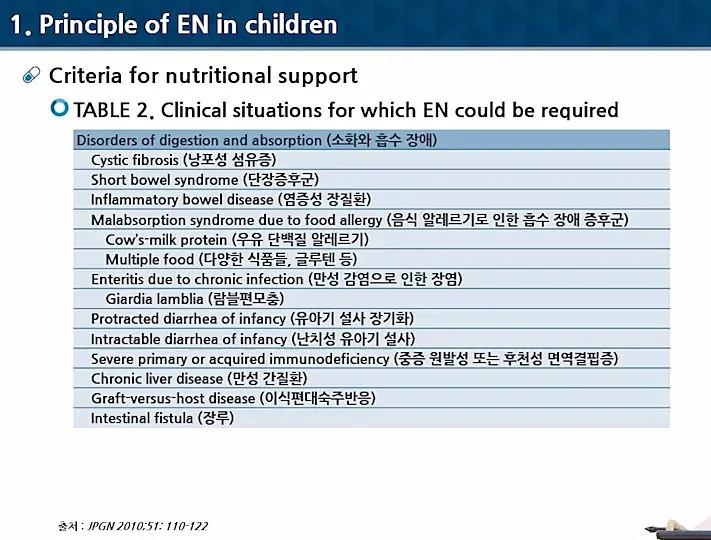 1. Principle of EN in children
Criteria for nutritional support
TABLE 2. Clinical situations for which EN could be required
Disorders of digestion and absorption (소화와 흡수 장애)
Cystic fibrosis (낭포성 섬유증)
Short bowel syndrome (단장증후군)
Inflammatory bowel disease (염증성 장질환)
Malabsorption syndrome due to food allergy (음식 알레르기로 인한 흡수 장애 증후군)
Cow's-milk protein (우유 단백질 알레르기)
Multiple food (다양한 식품들, 글루텐 등)
Enteritis due to chronic infection (만성 감염으로 인한 장염)
Giardia lamblia (람블편모충)
Protracted diarrhea of infancy (유아기 설사 장기화)
Intractable diarrhea of infancy (난치성 유아기 설사)
Severe primary or acquired immunodeficiency (중증 원발성 또는 후천성 면역결핍증)
Chronic liver disease (만성 간질환)
Graft-versus-host disease (이식편대숙주반응)
Intestinal fistula (장루)
출처 : JPGN 2010;51: 110-122